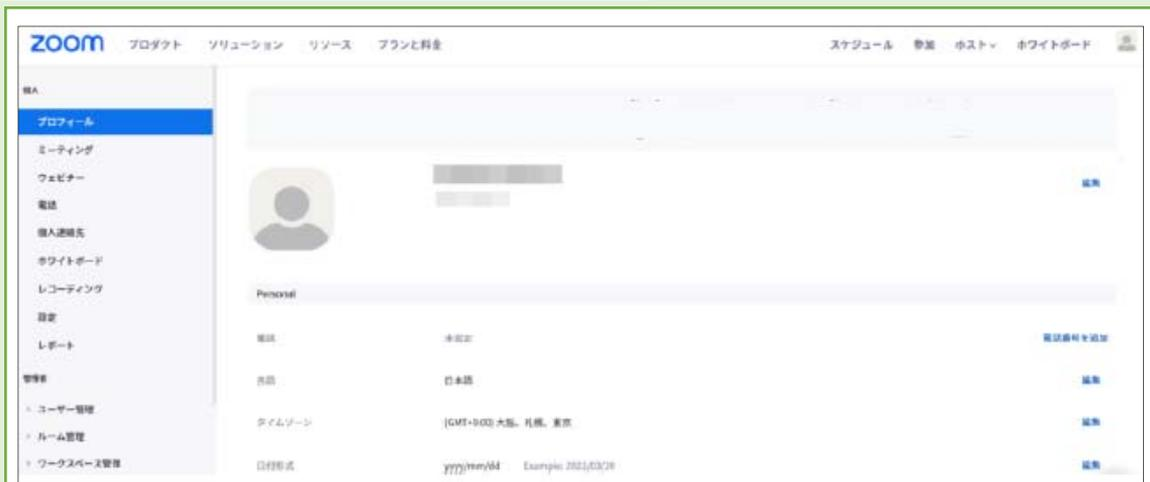 zoom プロダクト ソリューション リソース プランと料金 スケジュール 参加 ホスト ホワイトボード
個人
プロフィール
ミーティング
ウェビナー
電話
個人連絡先
ホワイトボード
レコーディング
設定
レポート
管理者
ユーザー管理
ルーム管理
ワークスペース管理
編集
Personal
電話 未設定 電話番号を追加
言語 日本語 編集
タイムゾーン (GMT+9:00) 大阪、札幌、東京 編集
日付形式 yyyy/mm/dd Example: 編集